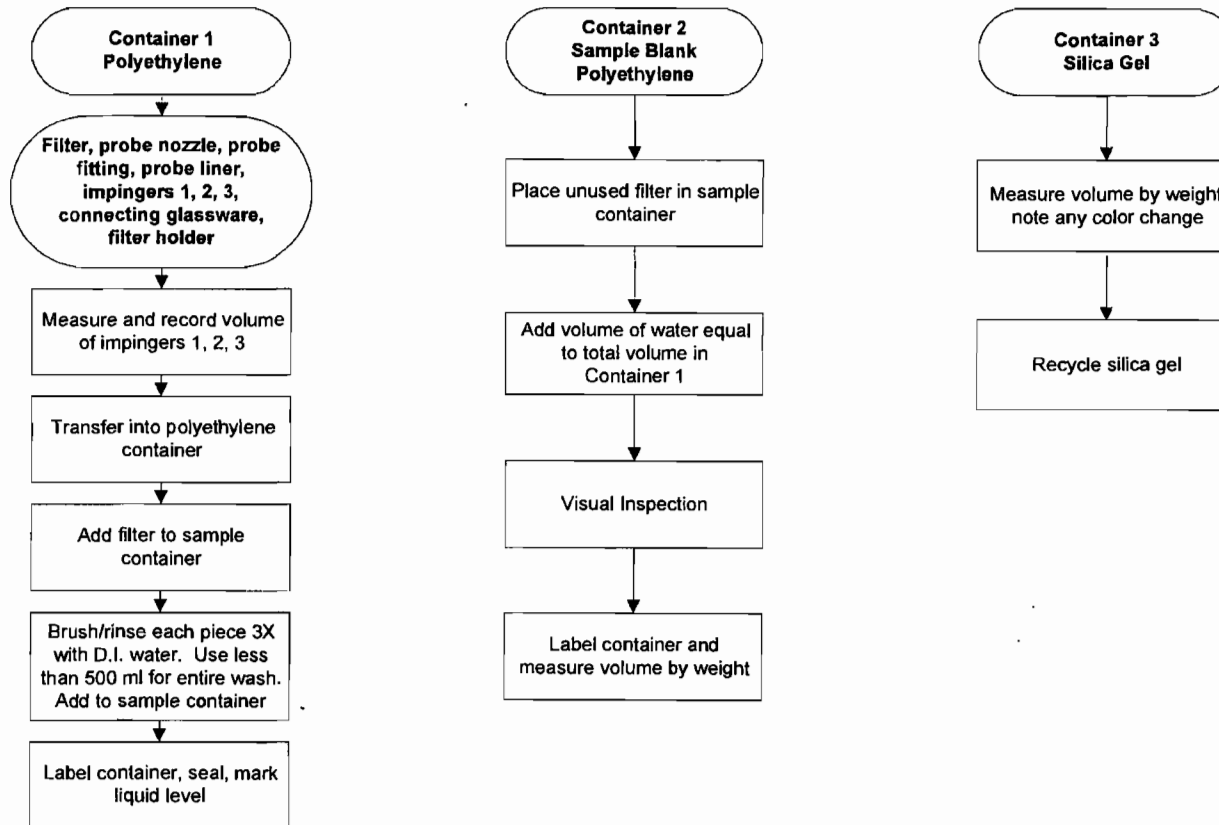 Container 1
Polyethylene
Filter, probe nozzle, probe
fitting, probe liner,
impingers 1, 2, 3,
connecting glassware,
filter holder
Measure and record volume
of impingers 1, 2, 3
Transfer into polyethylene
container
Add filter to sample
container
Brush/rinse each piece 3X
with D.I. water. Use less
than 500 ml for entire wash.
Add to sample container
Label container, seal, mark
liquid level
Container 2
Sample Blank
Polyethylene
Place unused filter in sample
container
Add volume of water equal
to total volume in
Container 1
Visual Inspection
Label container and
measure volume by weight
Container 3
Silica Gel
Measure volume by weight
note any color change
Recycle silica gel